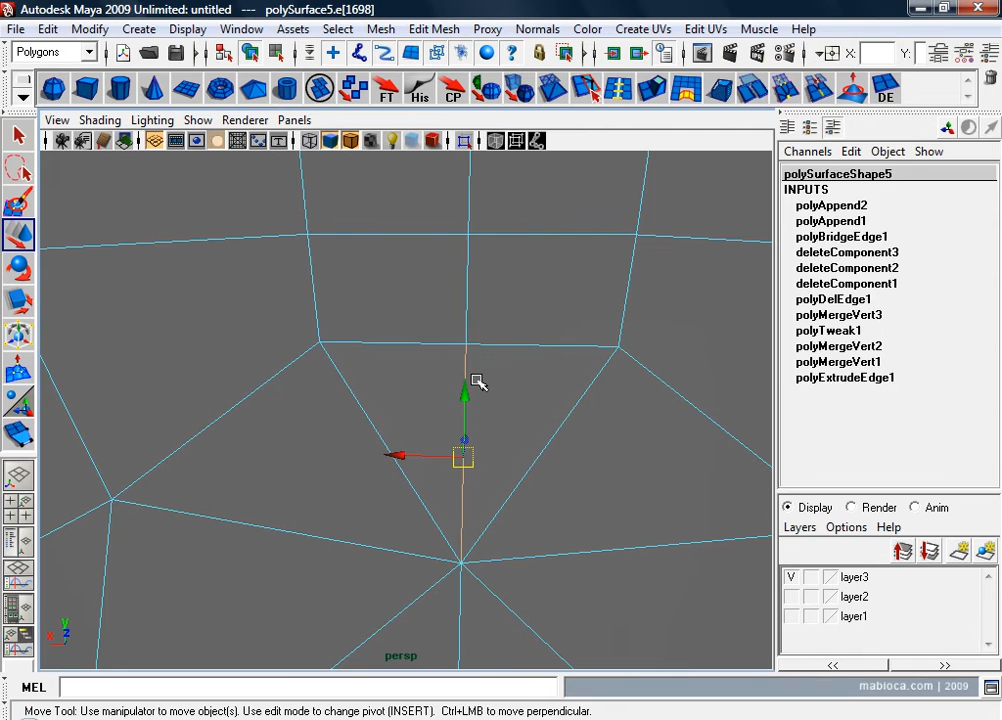 Autodesk Maya 2009 Unlimited: untitled --- polySurface5.e[1698]
File Edit Modify Create Display Window Assets Select Mesh Edit Mesh Proxy Normals Color Create UVs Edit UVs Muscle Help
Polygons X: Y:
FT His CP DE
View Shading Lighting Show Renderer Panels
Channels Edit Object Show
polySurfaceShape5
INPUTS
polyAppend2
polyAppend1
polyBridgeEdge1
deleteComponent3
deleteComponent2
deleteComponent1
polyDelEdge1
polyMergeVert3
polyTweak1
polyMergeVert2
polyMergeVert1
polyExtrudeEdge1
Display Render Anim
Layers Options Help
V layer3
layer2
layer1
<< >>
y
x z
persp
MEL
mabioca.com | 2009
Move Tool: Use manipulator to move object(s). Use edit mode to change pivot (INSERT). Ctrl+LMB to move perpendicular.